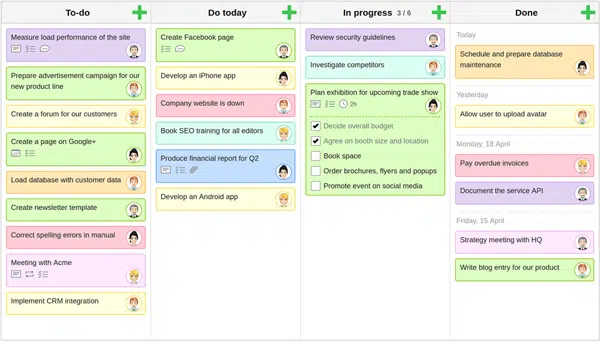 To-do
Measure load performance of the site
Prepare advertisement campaign for our
new product line
Create a forum for our customers
Create a page on Google+
Load database with customer data
Create newsletter template
Correct spelling errors in manual
Meeting with Acme
Implement CRM integration
Do today
Create Facebook page
Develop an iPhone app
Company website is down
Book SEO training for all editors
Produce financial report for Q2
Develop an Android app
In progress 3 / 6
Review security guidelines
Investigate competitors
Plan exhibition for upcoming trade show
2h
Decide overall budget
Agree on booth size and location
Book space
Order brochures, flyers and popups
Promote event on social media
Done
Today
Schedule and prepare database
maintenance
Yesterday
Allow user to upload avatar
Monday, 18 April
Pay overdue invoices
Document the service API
Friday, 15 April
Strategy meeting with HQ
Write blog entry for our product